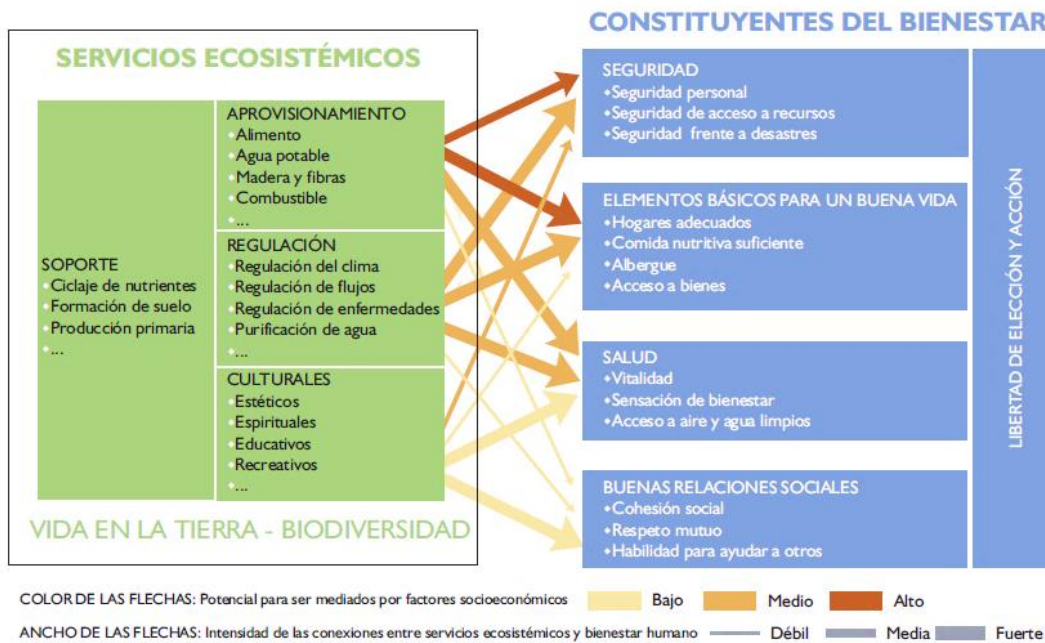 CONSTITUYENTES DEL BIENESTAR
SERVICIOS ECOSISTÉMICOS
SOPORTE
Ciclaje de nutrientes
Formación de suelo
Producción primaria
...
APROVISIONAMIENTO
Alimento
Agua potable
Madera y fibras
Combustible
...
REGULACIÓN
Regulación del clima
Regulación de flujos
Regulación de enfermedades
Purificación de agua
...
CULTURALES
Estéticos
Espirituales
Educativos
Recreativos
...
VIDA EN LA TIERRA - BIODIVERSIDAD
SEGURIDAD
Seguridad personal
Seguridad de acceso a recursos
Seguridad frente a desastres
ELEMENTOS BÁSICOS PARA UN BUENA VIDA
Hogares adecuados
Comida nutritiva suficiente
Albergue
Acceso a bienes
SALUD
Vitalidad
Sensación de bienestar
Acceso a aire y agua limpios
BUENAS RELACIONES SOCIALES
Cohesión social
Respeto mutuo
Habilidad para ayudar a otros
LIBERTAD DE ELECCIÓN Y ACCIÓN
COLOR DE LAS FLECHAS: Potencial para ser mediados por factores socioeconómicos Bajo Medio Alto
ANCHO DE LAS FLECHAS: Intensidad de las conexiones entre servicios ecosistémicos y bienestar humano Débil Media Fuerte